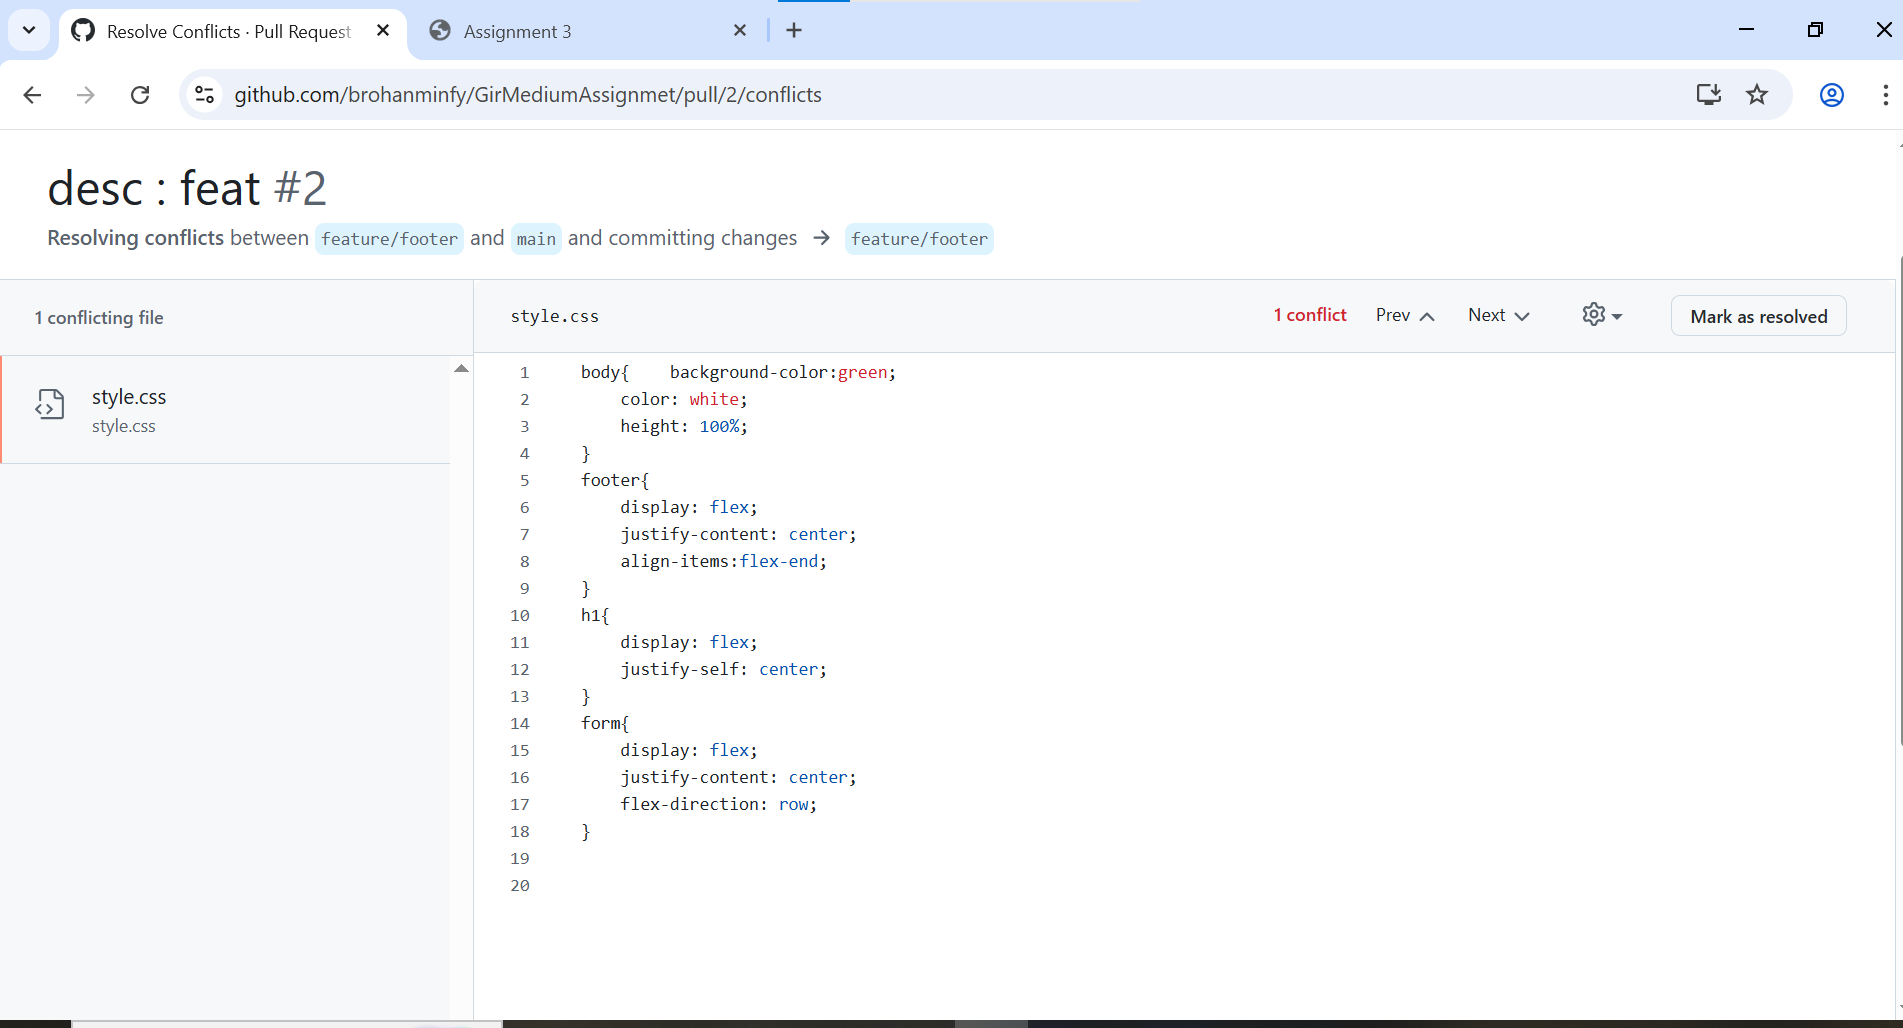 Resolve Conflicts · Pull Request
Assignment 3
github.com/brohanminfy/GirMediumAssignmet/pull/2/conflicts
desc : feat #2
Resolving conflicts between feature/footer and main and committing changes → feature/footer
1 conflicting file
style.css
style.css
style.css
1 conflict
Prev
Next
Mark as resolved
1 body{    background-color:green;
2     color: white;
3     height: 100%;
4 }
5 footer{
6     display: flex;
7     justify-content: center;
8     align-items:flex-end;
9 }
10 h1{
11     display: flex;
12     justify-self: center;
13 }
14 form{
15     display: flex;
16     justify-content: center;
17     flex-direction: row;
18 }
19
20